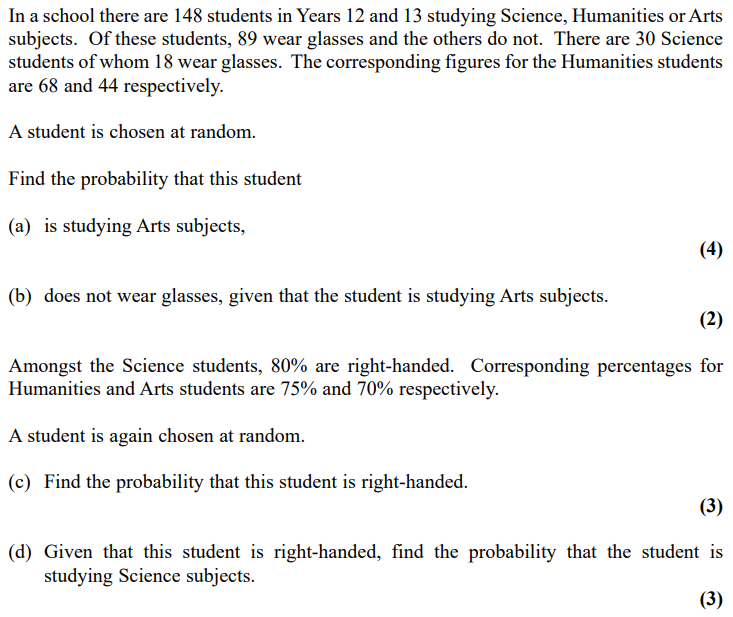 In a school there are 148 students in Years 12 and 13 studying Science, Humanities or Arts
subjects. Of these students, 89 wear glasses and the others do not. There are 30 Science
students of whom 18 wear glasses. The corresponding figures for the Humanities students
are 68 and 44 respectively.
A student is chosen at random.
Find the probability that this student
(a) is studying Arts subjects,
(4)
(b) does not wear glasses, given that the student is studying Arts subjects.
(2)
Amongst the Science students, 80% are right-handed. Corresponding percentages for
Humanities and Arts students are 75% and 70% respectively.
A student is again chosen at random.
(c) Find the probability that this student is right-handed.
(3)
(d) Given that this student is right-handed, find the probability that the student is
studying Science subjects.
(3)